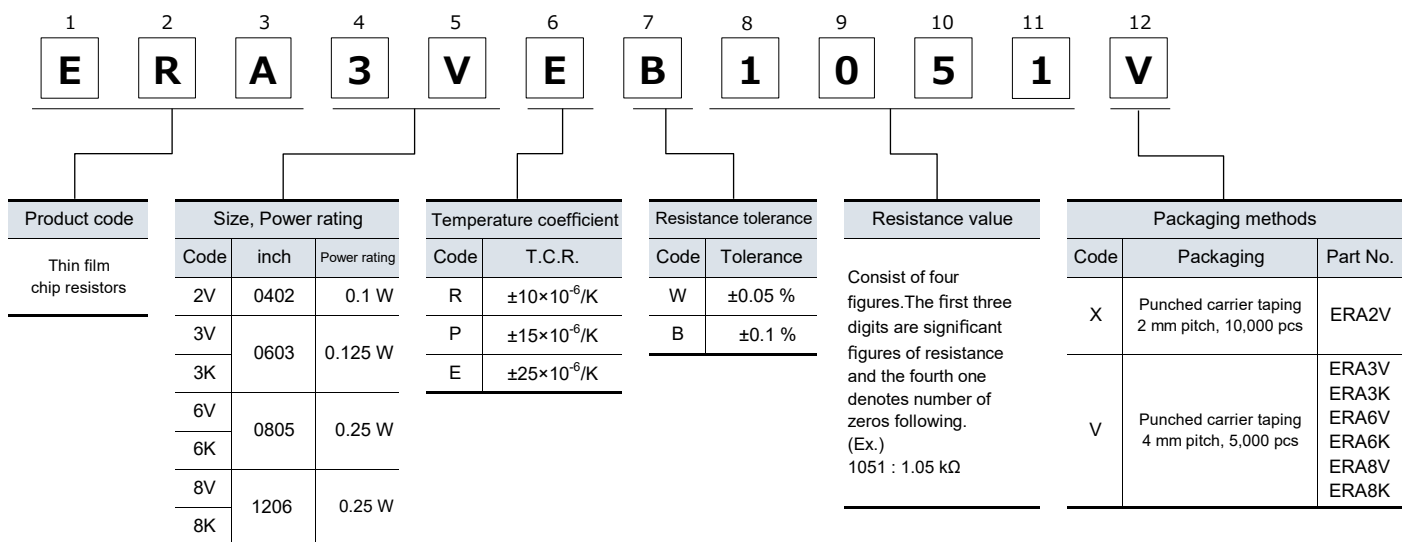 1 2 3 4 5 6 7 8 9 10 11 12
E R A 3 V E B 1 0 5 1 V
Product code
Thin film
chip resistors
Size, Power rating
Code inch Power rating
2V 0402 0.1 W
3V 0603 0.125 W
3K
6V 0805 0.25 W
6K
8V 1206 0.25 W
8K
Temperature coefficient
Code T.C.R.
R ±10×10⁻⁶/K
P ±15×10⁻⁶/K
E ±25×10⁻⁶/K
Resistance tolerance
Code Tolerance
W ±0.05 %
B ±0.1 %
Resistance value
Consist of four
figures.The first three
digits are significant
figures of resistance
and the fourth one
denotes number of
zeros following.
(Ex.)
1051 : 1.05 kΩ
Packaging methods
Code Packaging Part No.
X Punched carrier taping
2 mm pitch, 10,000 pcs ERA2V
V Punched carrier taping
4 mm pitch, 5,000 pcs
ERA3V
ERA3K
ERA6V
ERA6K
ERA8V
ERA8K